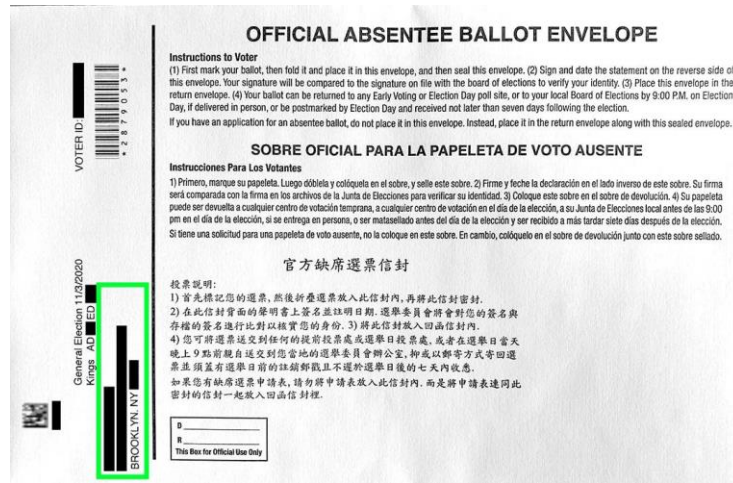 OFFICIAL ABSENTEE BALLOT ENVELOPE
Instructions to Voter
(1) First mark your ballot, then fold it and place it in this envelope, and then seal this envelope. (2) Sign and date the statement on the reverse side of
this envelope. Your signature will be compared to the signature on file with the board of elections to verify your identity. (3) Place this envelope in the
return envelope. (4) Your ballot can be returned to any Early Voting or Election Day poll site, or to your local Board of Elections by 9:00 P.M. on Election
Day, if delivered in person, or be postmarked by Election Day and received not later than seven days following the election.
If you have an application for an absentee ballot, do not place it in this envelope. Instead, place it in the return envelope along with this sealed envelope.
SOBRE OFICIAL PARA LA PAPELETA DE VOTO AUSENTE
Instrucciones Para Los Votantes
1) Primero, marque su papeleta. Luego dóblela y colóquela en el sobre, y selle este sobre. 2) Firme y feche la declaración en el lado inverso de este sobre. Su firma
será comparada con la firma en los archivos de la Junta de Elecciones para verificar su identidad. 3) Coloque este sobre en el sobre de devolución. 4) Su papeleta
puede ser devuelta a cualquier centro de votación temprana, a cualquier centro de votación en el día de la elección, a su Junta de Elecciones local antes de las 9:00
pm en el día de la elección, si se entrega en persona, o ser matasellado antes del día de la elección y ser recibido a más tardar siete días después de la elección.
Si tiene una solicitud para una papeleta de voto ausente, no la coloque en este sobre. En cambio, colóquelo en el sobre de devolución junto con este sobre sellado.
官方缺席選票信封
投票説明:
1) 首先標記您的選票, 然後折疊選票放入此信封內, 再將此信封密封.
2) 在此信封背面的聲明書上簽名並註明日期. 選舉委員會將會對您的簽名與
存檔的簽名進行比對以核實您的身份. 3) 將此信封放入回函信封內.
4) 您可將選票送交到任何的提前投票處或選舉日投票處, 或者在選舉日當天
晚上9點前親自送交到您當地的選舉委員會辦公室, 抑或以郵寄方式寄回選
票並須蓋有選舉日前的註銷郵戳且不遲於選舉日後的七天內收悉.
如果您有缺席選票申請表, 請勿將申請表放入此信封內. 而是將申請表連同此
密封的信封一起放入回函信封裡.
D
R
This Box for Official Use Only
VOTER ID:
*2879053*
General Election 11/3/2020
Kings AD ED
BROOKLYN. NY